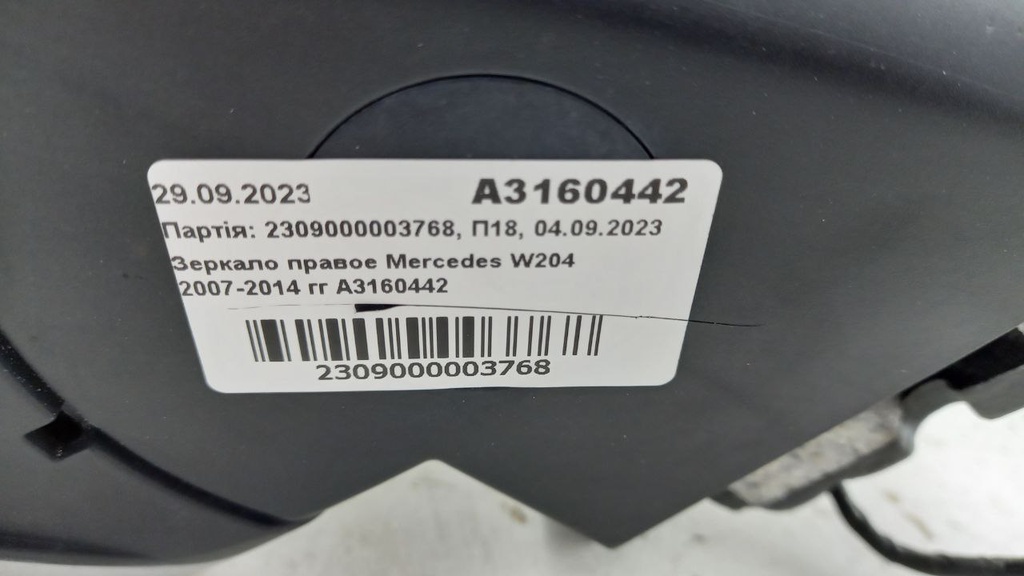 29.09.2023 A3160442
Партія: 2309000003768, П18, 04.09.2023
Зеркало правое Mercedes W204
2007-2014 гг A3160442
2309000003768